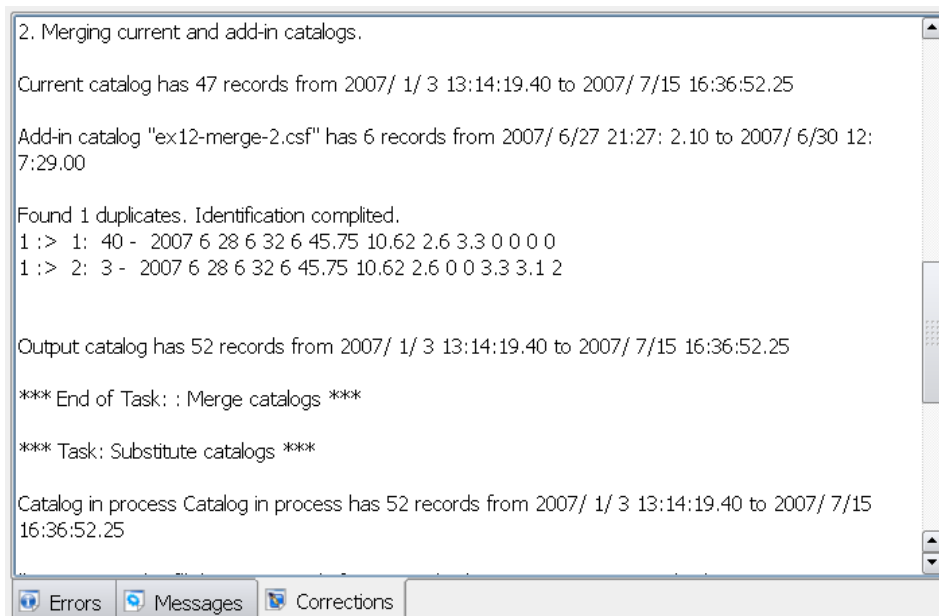 2. Merging current and add-in catalogs.
Current catalog has 47 records from 2007/ 1/ 3 13:14:19.40 to 2007/ 7/15 16:36:52.25
Add-in catalog "ex12-merge-2.csf" has 6 records from 2007/ 6/27 21:27: 2.10 to 2007/ 6/30 12:
7:29.00
Found 1 duplicates. Identification complited.
1 :>  1:  40 -  2007 6 28 6 32 6 45.75 10.62 2.6 3.3 0 0 0 0
1 :>  2:  3 -  2007 6 28 6 32 6 45.75 10.62 2.6 0 0 3.3 3.1 2
Output catalog has 52 records from 2007/ 1/ 3 13:14:19.40 to 2007/ 7/15 16:36:52.25
*** End of Task: : Merge catalogs ***
*** Task: Substitute catalogs ***
Catalog in process Catalog in process has 52 records from 2007/ 1/ 3 13:14:19.40 to 2007/ 7/15
16:36:52.25
Errors Messages Corrections